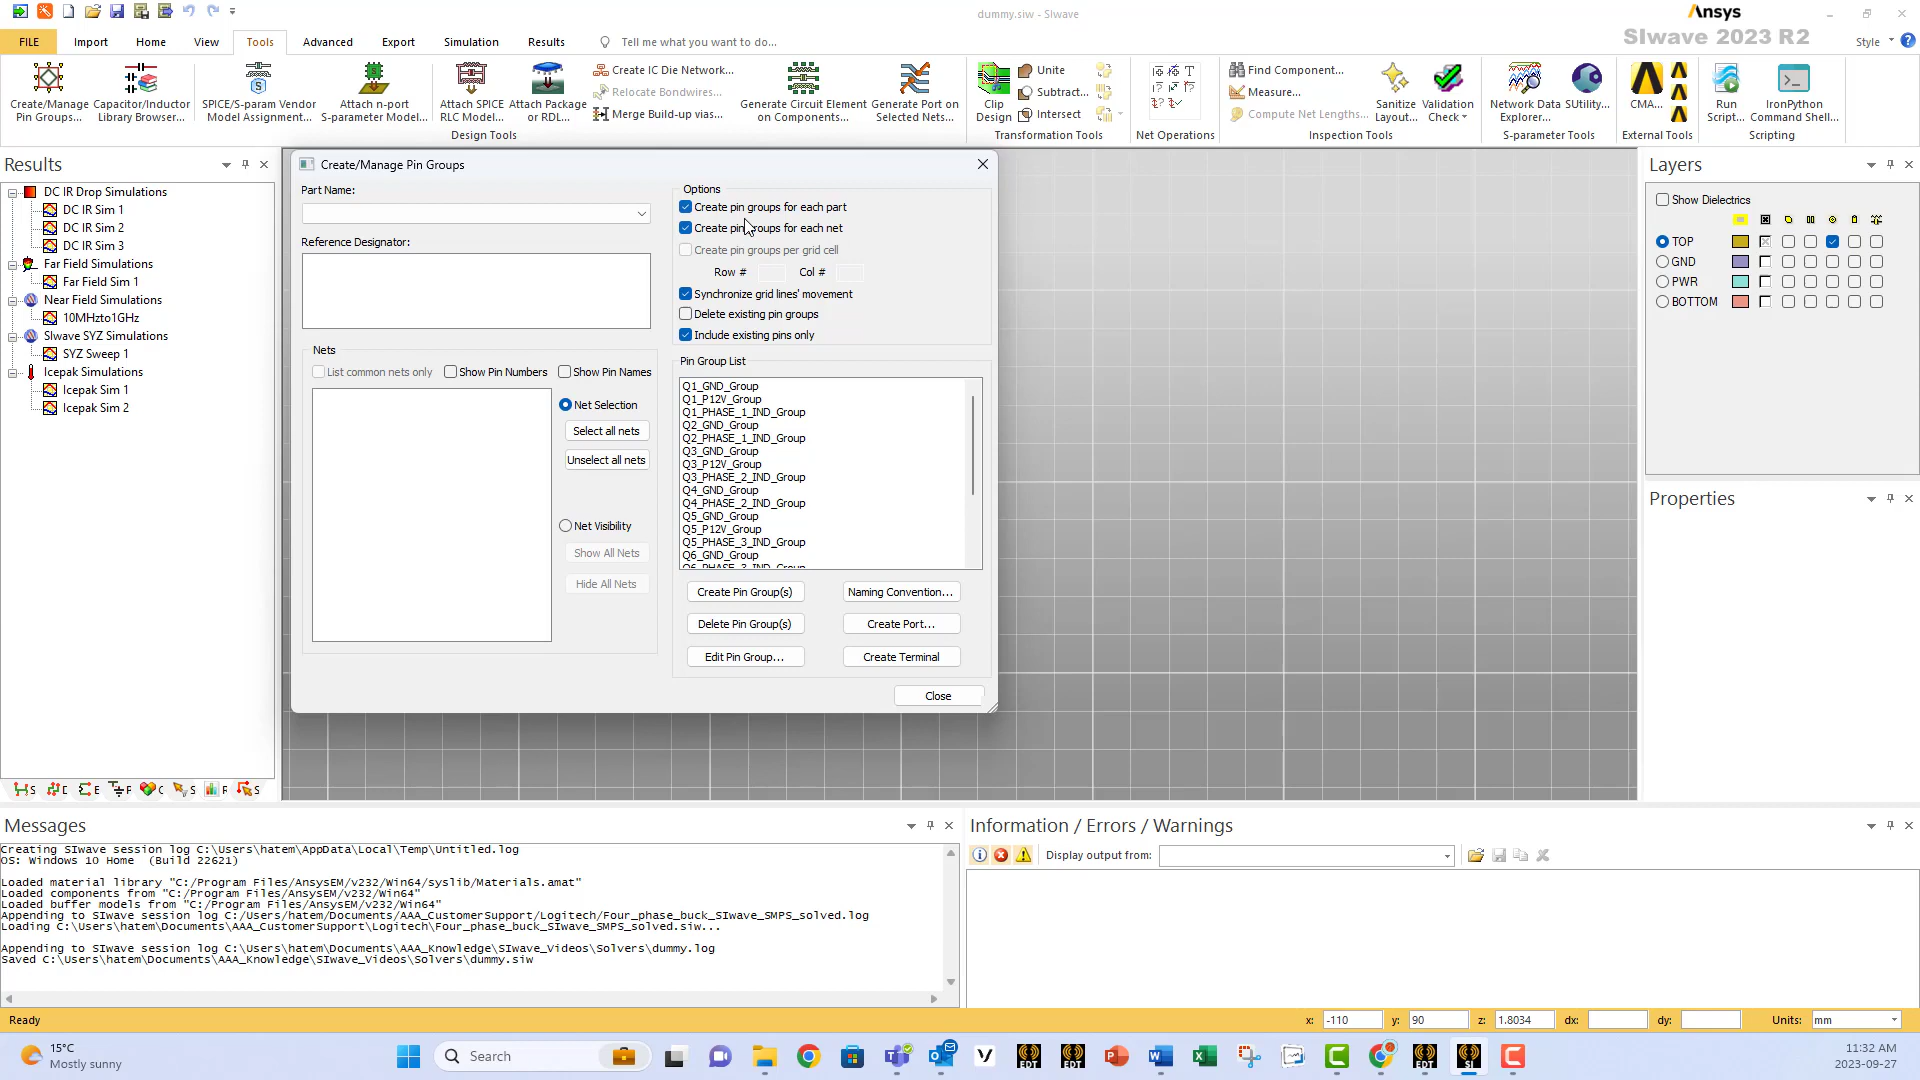 dummy.siw - SIwave
Ansys
SIwave 2023 R2
FILE
Import
Home
View
Tools
Advanced
Export
Simulation
Results
Tell me what you want to do...
Style
Create/Manage
Pin Groups...
Capacitor/Inductor
Library Browser...
SPICE/S-param Vendor
Model Assignment...
Attach n-port
S-parameter Model...
Attach SPICE
RLC Model...
Attach Package
or RDL...
Create IC Die Network...
Relocate Bondwires...
Merge Build-up vias...
Generate Circuit Element
on Components...
Generate Port on
Selected Nets...
Design Tools
Clip
Design
Unite
Subtract...
Intersect
Transformation Tools
Net Operations
Find Component...
Measure...
Compute Net Lengths...
Sanitize
Layout...
Validation
Check
Inspection Tools
Network Data
Explorer...
SUtility...
S-parameter Tools
CMA...
External Tools
Run
Script...
IronPython
Command Shell...
Scripting
Results
DC IR Drop Simulations
DC IR Sim 1
DC IR Sim 2
DC IR Sim 3
Far Field Simulations
Far Field Sim 1
Near Field Simulations
10MHzto1GHz
SIwave SYZ Simulations
SYZ Sweep 1
Icepak Simulations
Icepak Sim 1
Icepak Sim 2
Create/Manage Pin Groups
Part Name:
Reference Designator:
Nets
List common nets only
Show Pin Numbers
Show Pin Names
Net Selection
Select all nets
Unselect all nets
Net Visibility
Show All Nets
Hide All Nets
Options
Create pin groups for each part
Create pin groups for each net
Create pin groups per grid cell
Row #
Col #
Synchronize grid lines' movement
Delete existing pin groups
Include existing pins only
Pin Group List
Q1_GND_Group
Q1_P12V_Group
Q1_PHASE_1_IND_Group
Q2_GND_Group
Q2_PHASE_1_IND_Group
Q3_GND_Group
Q3_P12V_Group
Q3_PHASE_2_IND_Group
Q4_GND_Group
Q4_PHASE_2_IND_Group
Q5_GND_Group
Q5_P12V_Group
Q5_PHASE_3_IND_Group
Q6_GND_Group
Q6_PHASE_3_IND_Group
Create Pin Group(s)
Naming Convention...
Delete Pin Group(s)
Create Port...
Edit Pin Group...
Create Terminal
Close
Layers
Show Dielectrics
TOP
GND
PWR
BOTTOM
Properties
Messages
Creating SIwave session log C:\Users\hatem\AppData\Local\Temp\Untitled.log
OS: Windows 10 Home (Build 22621)
Loaded material library "C:/Program Files/AnsysEM/v232/Win64/syslib/Materials.amat"
Loaded components from "C:/Program Files/AnsysEM/v232/Win64"
Loaded buffer models from "C:/Program Files/AnsysEM/v232/Win64"
Appending to SIwave session log C:/Users/hatem/Documents/AAA_CustomerSupport/Logitech/Four_phase_buck_SIwave_SMPS_solved.log
Loading C:\Users\hatem\Documents\AAA_CustomerSupport\Logitech\Four_phase_buck_SIwave_SMPS_solved.siw...
Appending to SIwave session log C:\Users\hatem\Documents\AAA_Knowledge\SIwave_Videos\Solvers\dummy.log
Saved C:\Users\hatem\Documents\AAA_Knowledge\SIwave_Videos\Solvers\dummy.siw
Information / Errors / Warnings
Display output from:
Ready
x: -110
y: 90
z: 1.8034
dx:
dy:
Units: mm
15°C
Mostly sunny
Search
11:32 AM
2023-09-27